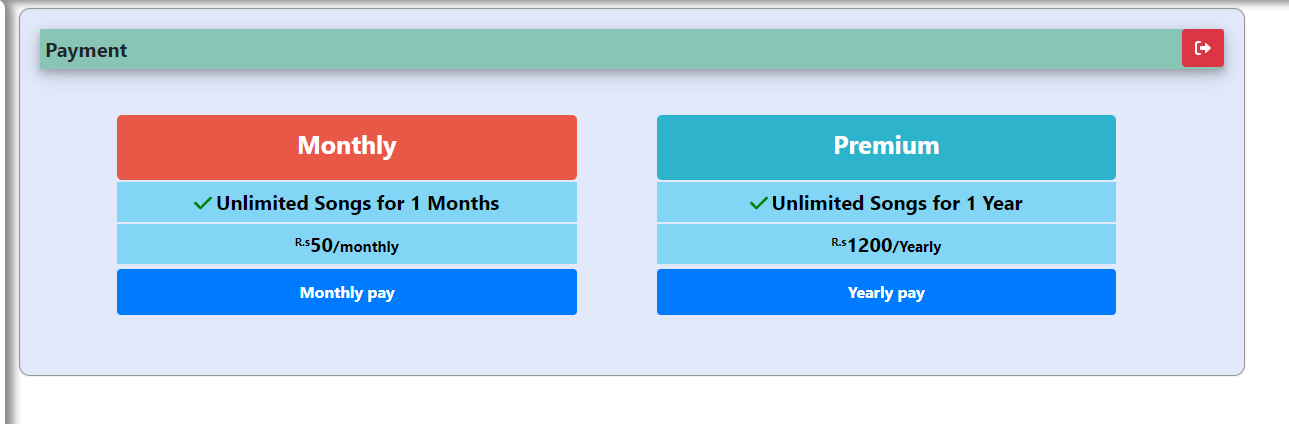 Payment
Monthly
Unlimited Songs for 1 Months
R.s50/monthly
Monthly pay
Premium
Unlimited Songs for 1 Year
R.s1200/Yearly
Yearly pay